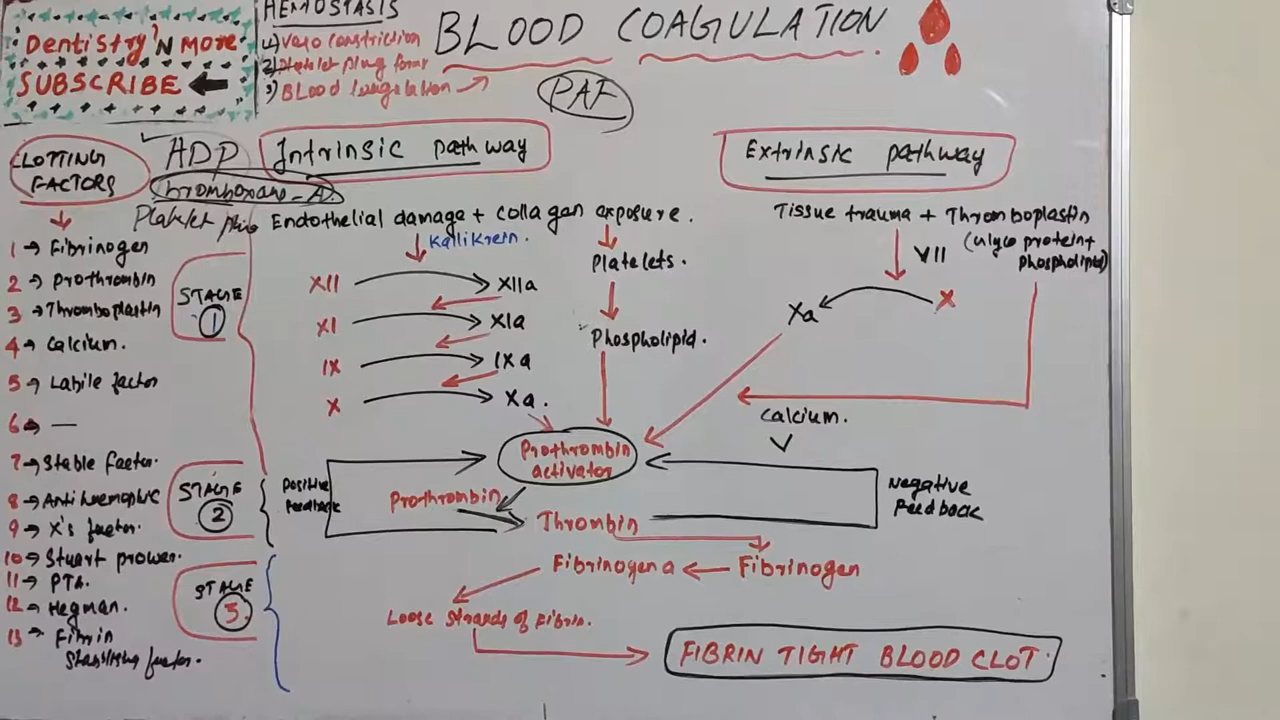 Dentistry'N more
SUBSCRIBE
HEMOSTASIS
1) Vaso constriction
2) Platelet plug form
3) BLOOD Coagulation
BLOOD COAGULATION
PAF
CLOTTING
FACTORS
1 → Fibrinogen
2 → Prothrombin
3 → Thromboplastin
4 → Calcium.
5 → Labile factor
6 → —
7 → Stable factor.
8 → Anti haemophilic
9 → X's factor.
10 → Stuart prower.
11 → PTA.
12 → Hegman.
13 → Fibrin
factor.
STAGE
1
STAGE
2
STAGE
3.
ADP
Thromboxane-A
Platelet plug
Intrinsic pathway
Endothelial damage + collagen exposure.
Kallikrein.
XII
XIIa
XI
XIa
IX
IXa
X
Xa.
Platelets.
Phospholipid.
Extrinsic pathway
Tissue trauma + Thromboplastin
(Glyco protein +
phospholipid)
VII
X
Xa
Calcium.
V
Prothrombin
activator
Positive
Feedback
Prothrombin
Thrombin
Negative
Feedback
Fibrinogen
Fibrinogen a
Loose Strands of Fibrin.
FIBRIN TIGHT BLOOD CLOT.